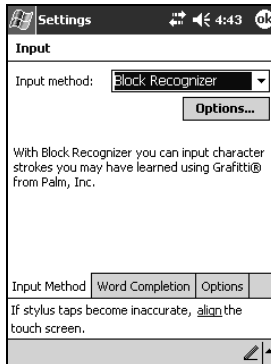 Settings 4:43 ok
Input
Input method: Block Recognizer
Options...
With Block Recognizer you can input character
strokes you may have learned using Grafitti®
from Palm, Inc.
Input Method Word Completion Options
If stylus taps become inaccurate, align the
touch screen.